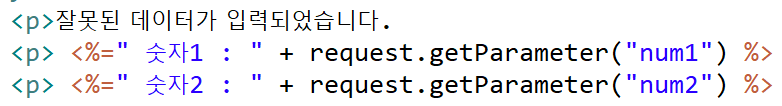 <p>잘못된 데이터가 입력되었습니다.
<p> <%=" 숫자1 : " + request.getParameter("num1") %>
<p> <%=" 숫자2 : " + request.getParameter("num2") %>